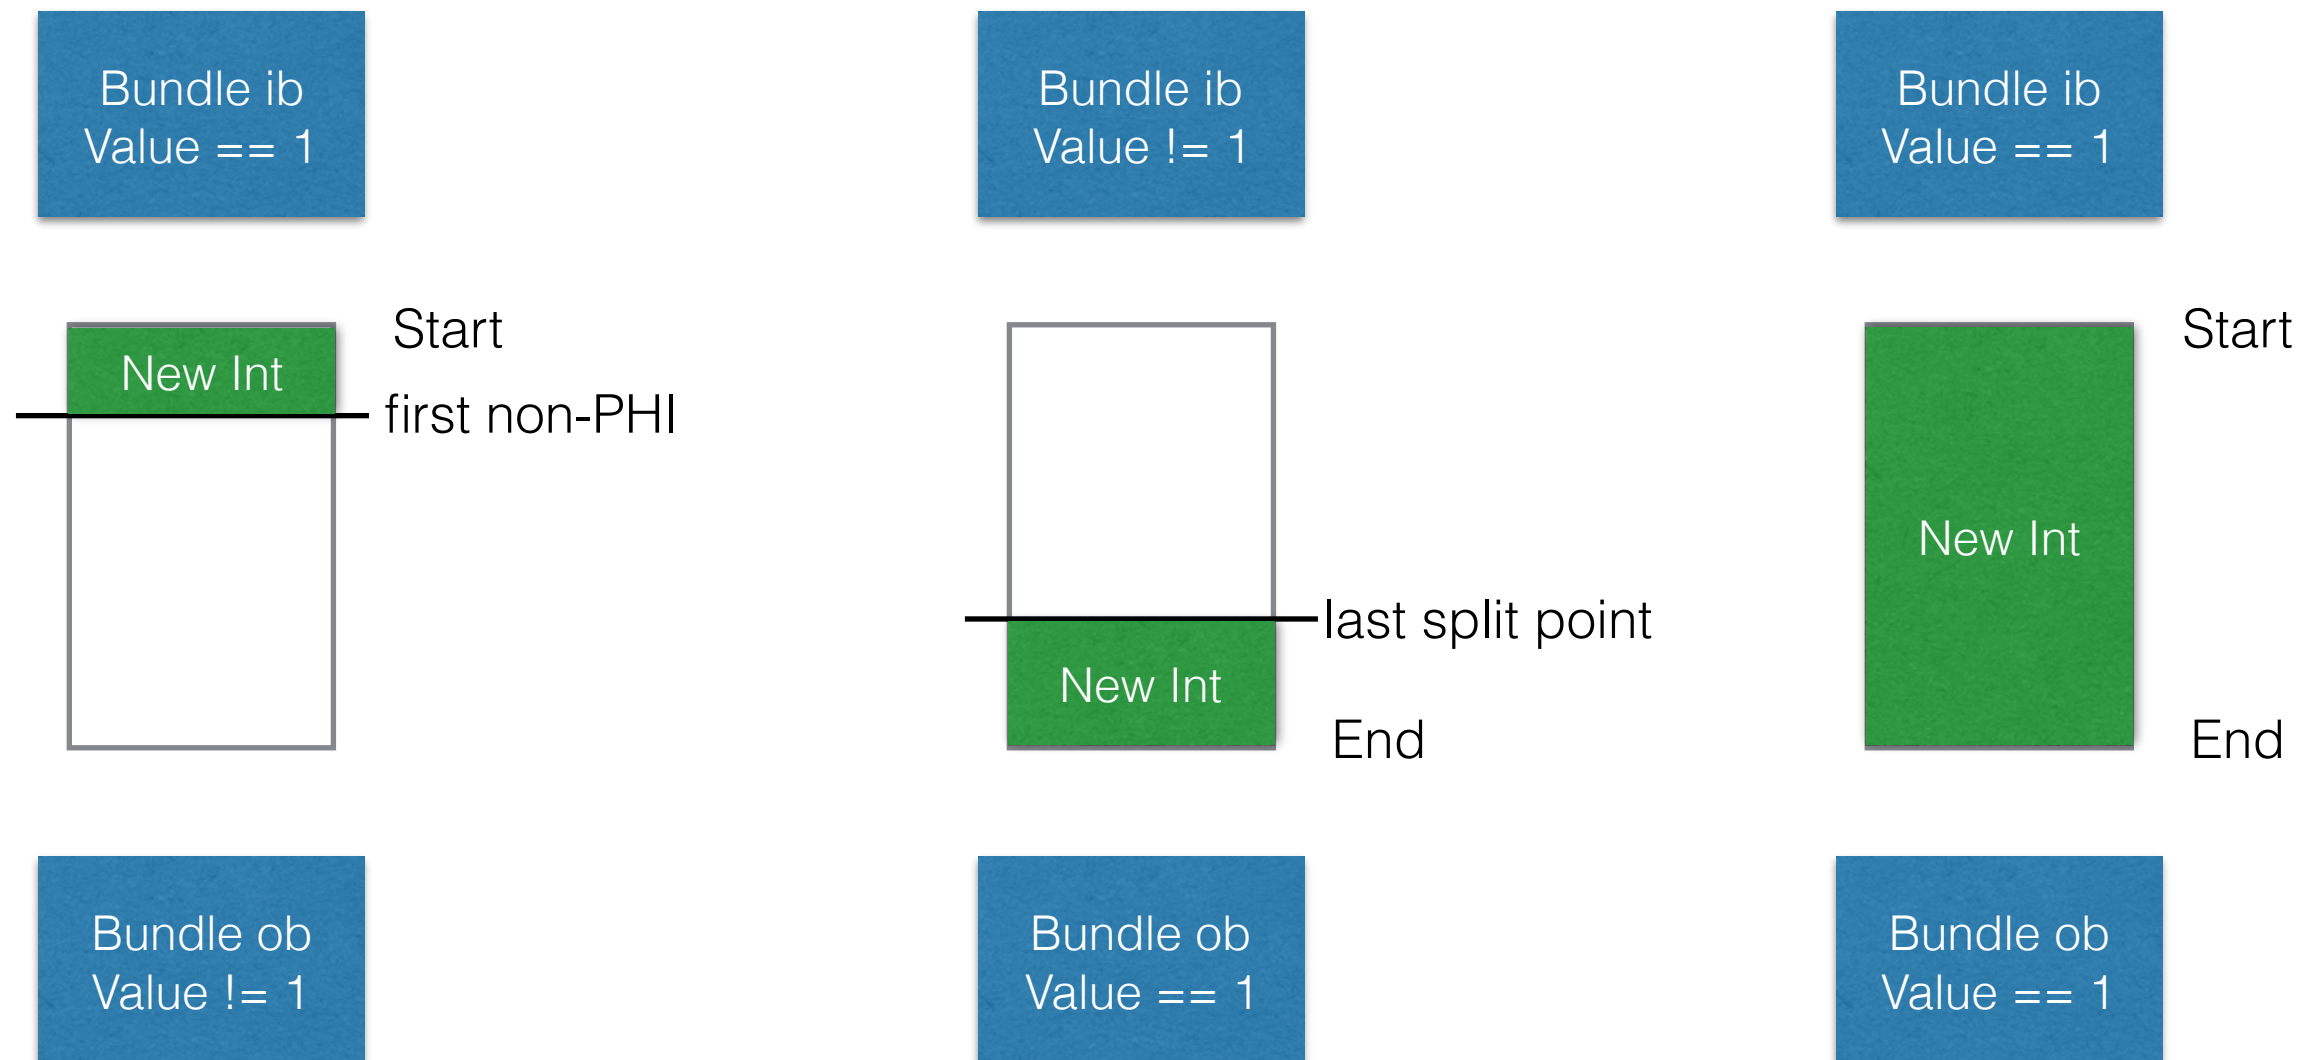 Bundle ib
Value == 1
Bundle ib
Value != 1
Bundle ib
Value == 1
Start
New Int
first non-PHI
last split point
New Int
End
Start
New Int
End
Bundle ob
Value != 1
Bundle ob
Value == 1
Bundle ob
Value == 1